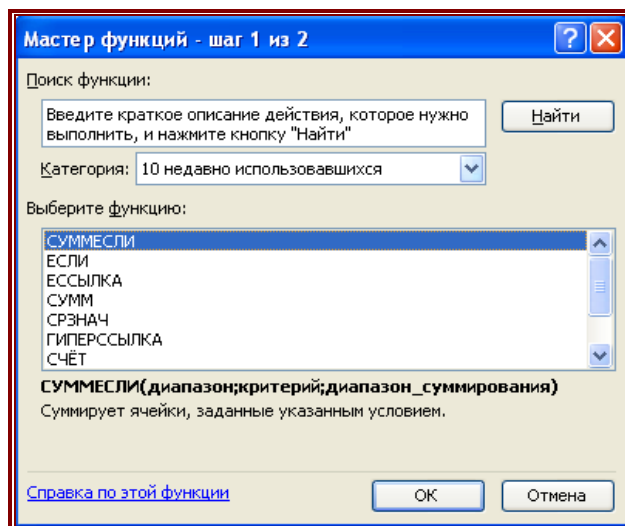 Мастер функций - шаг 1 из 2
Поиск функции:
Введите краткое описание действия, которое нужно
выполнить, и нажмите кнопку "Найти"
Найти
Категория: 10 недавно использовавшихся
Выберите функцию:
СУММЕСЛИ
ЕСЛИ
ЕССЫЛКА
СУММ
СРЗНАЧ
ГИПЕРССЫЛКА
СЧЁТ
СУММЕСЛИ(диапазон;критерий;диапазон_суммирования)
Суммирует ячейки, заданные указанным условием.
Справка по этой функции
ОК
Отмена